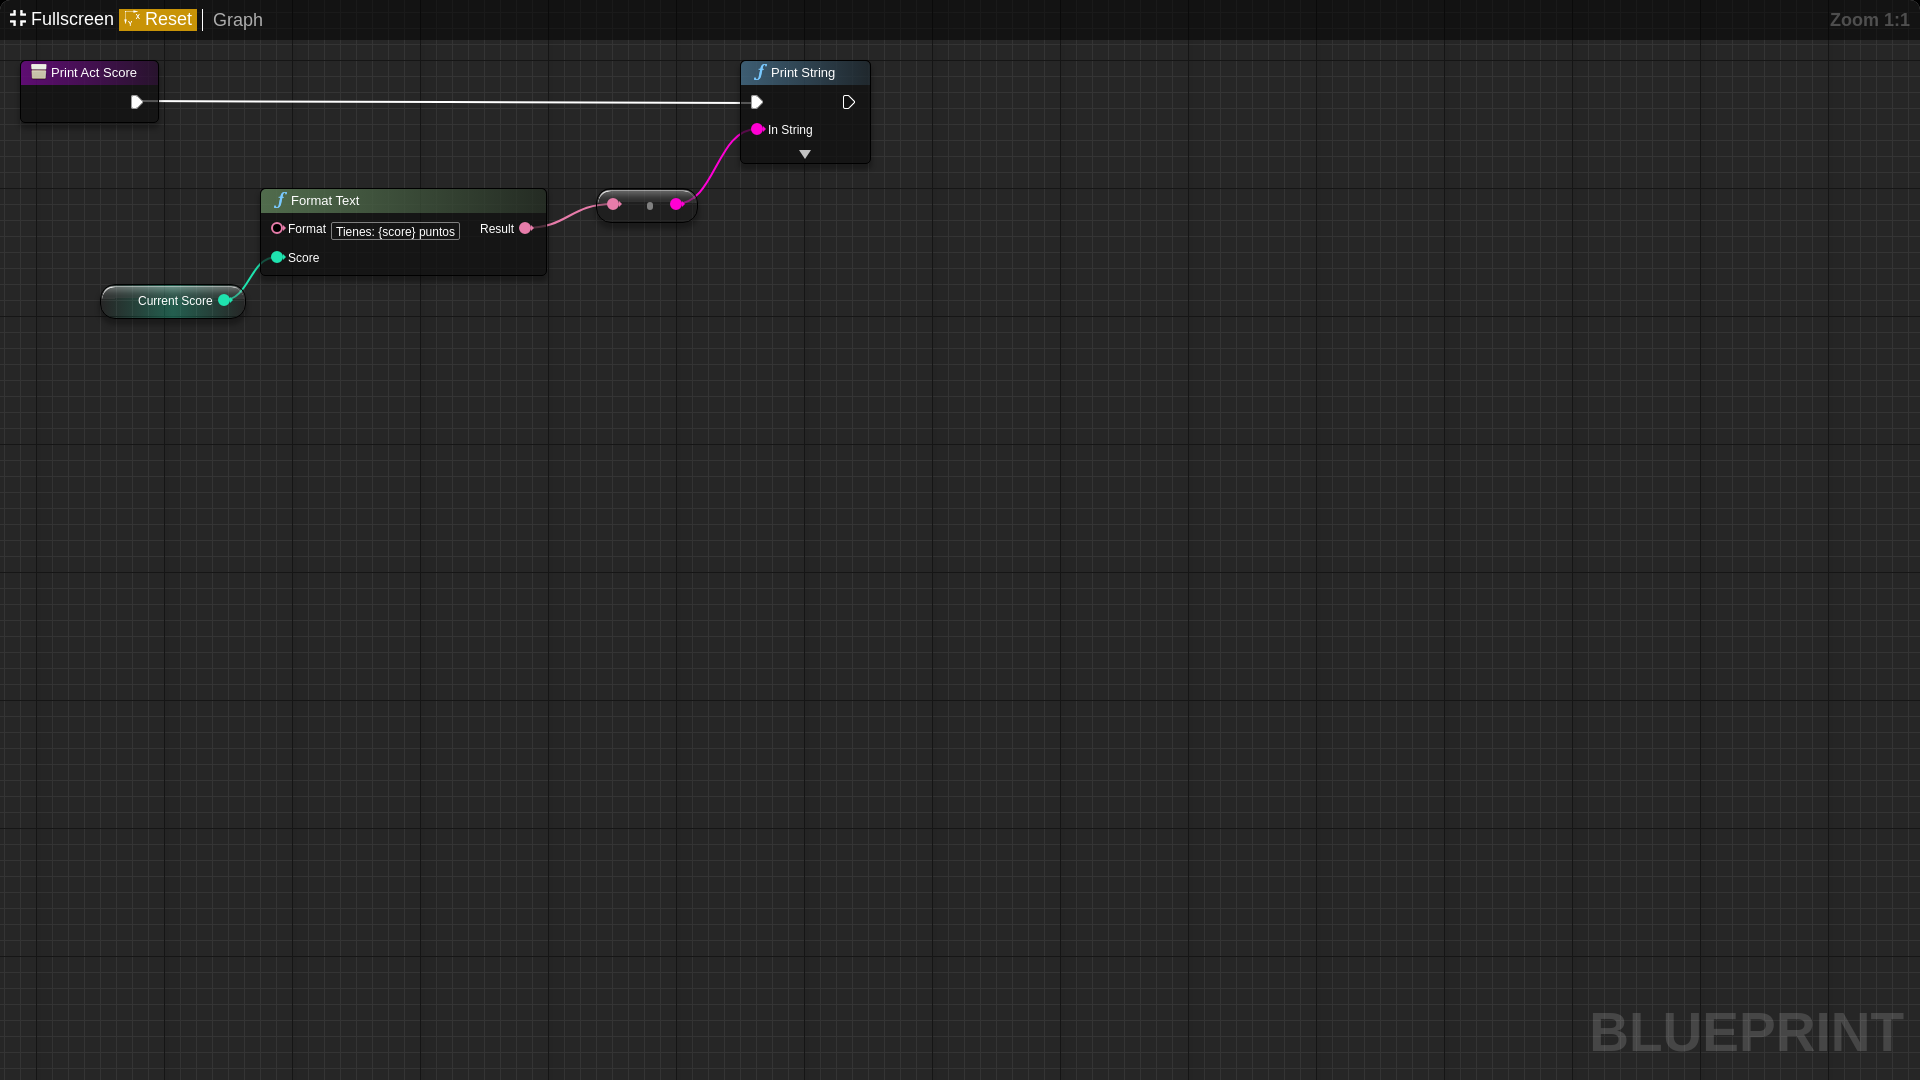 Fullscreen Reset Graph Zoom 1:1
Print Act Score
Print String
In String
Format Text
Format Tienes: {score} puntos Result
Score
Current Score
BLUEPRINT